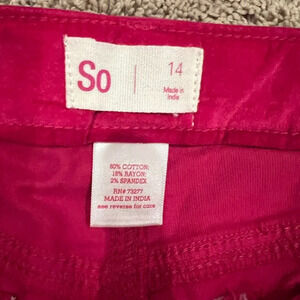 So
14
Made in
India
80% COTTON
18% RAYON
2% SPANDEX
RN# 73277
MADE IN INDIA
see reverse for care